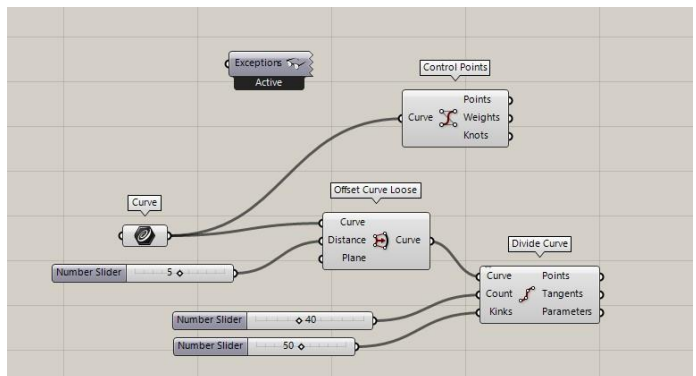 Exceptions
Active
Control Points
Curve
Points
Weights
Knots
Curve
Offset Curve Loose
Curve
Distance
Plane
Curve
Number Slider 5
Divide Curve
Curve
Count
Kinks
Points
Tangents
Parameters
Number Slider 40
Number Slider 50